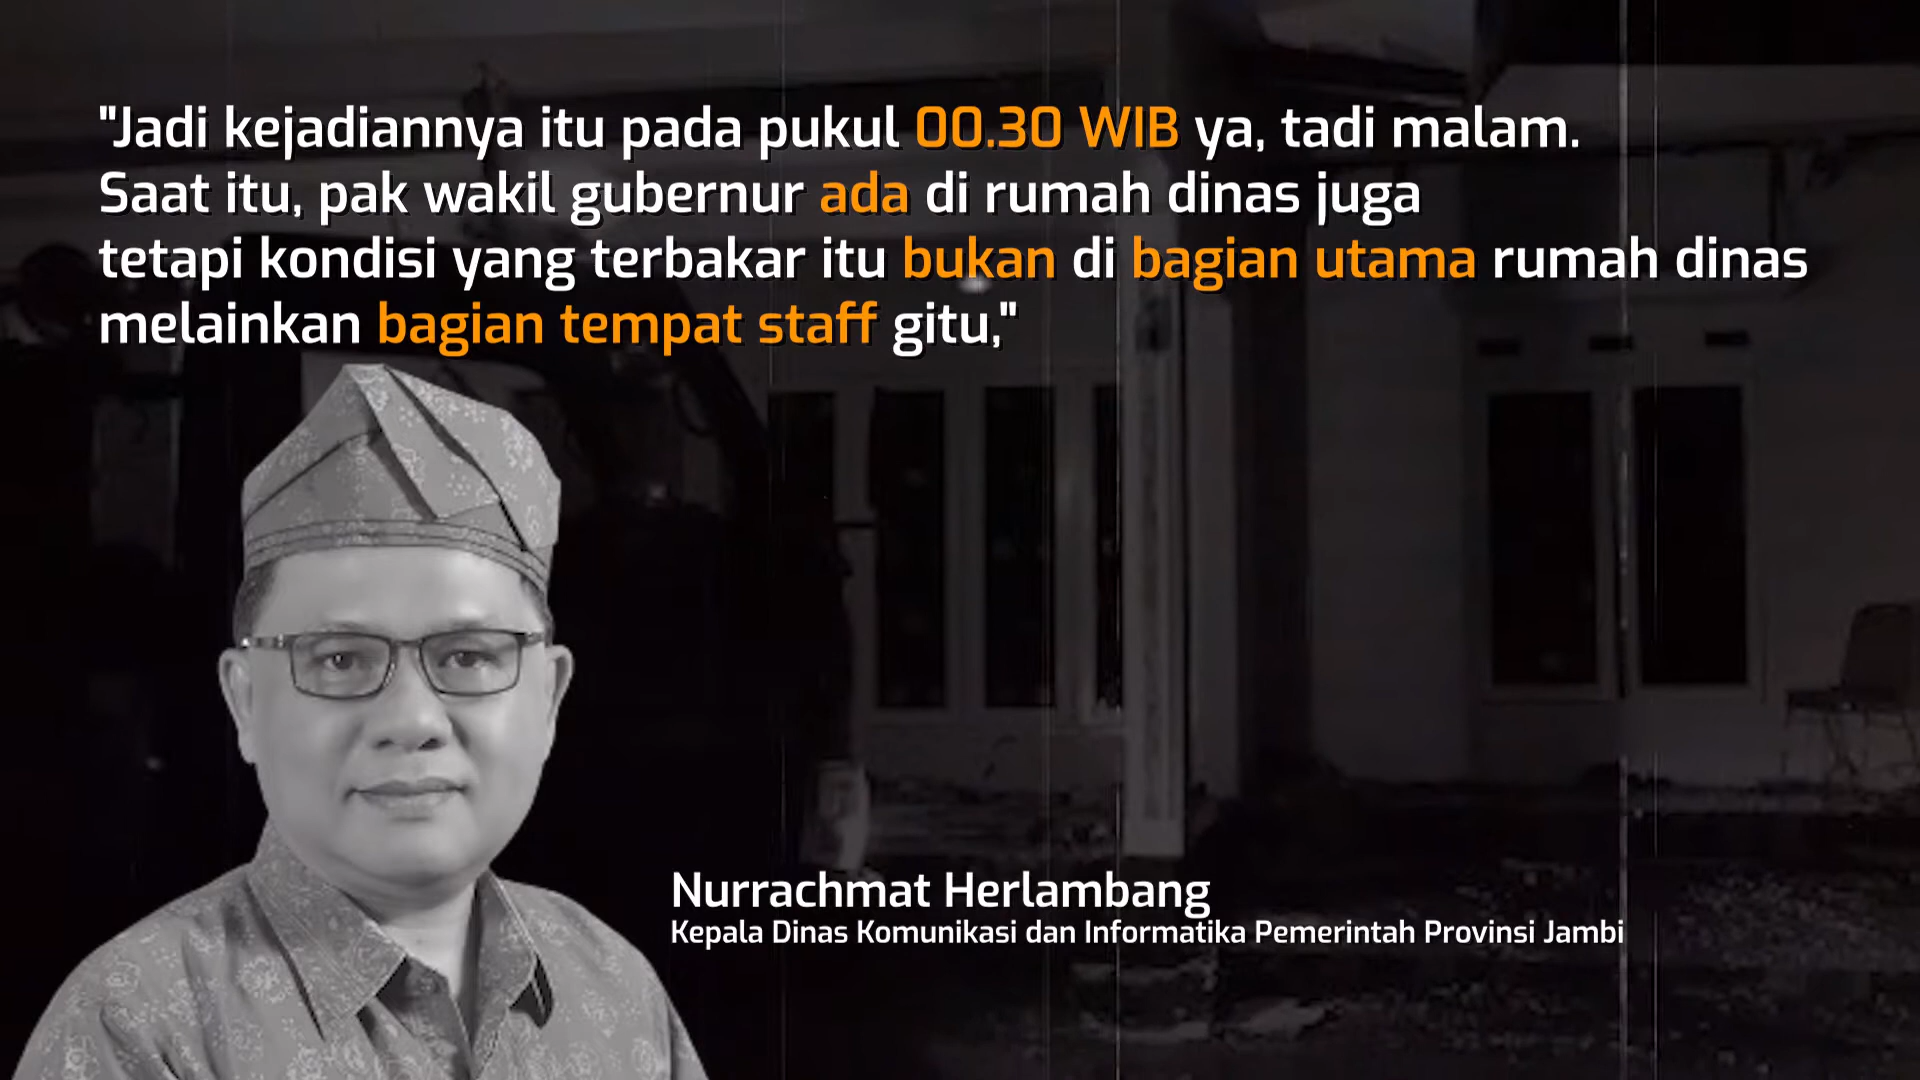 "Jadi kejadiannya itu pada pukul 00.30 WIB ya, tadi malam.
Saat itu, pak wakil gubernur ada di rumah dinas juga
tetapi kondisi yang terbakar itu bukan di bagian utama rumah dinas
melainkan bagian tempat staff gitu,"
Nurrachmat Herlambang
Kepala Dinas Komunikasi dan Informatika Pemerintah Provinsi Jambi